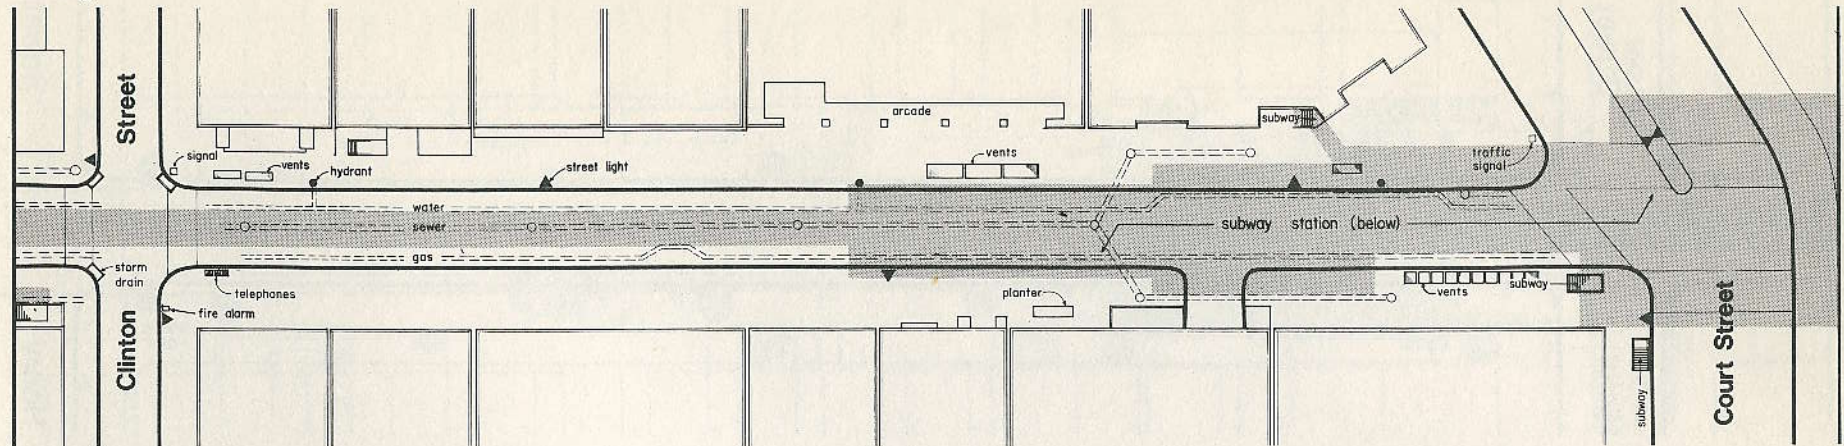 Street
signal
vents
hydrant
street light
arcade
vents
subway
traffic
signal
water
sewer
gas
subway station (below)
storm
drain
telephones
fire alarm
planter
vents
subway
Clinton
subway
Court Street